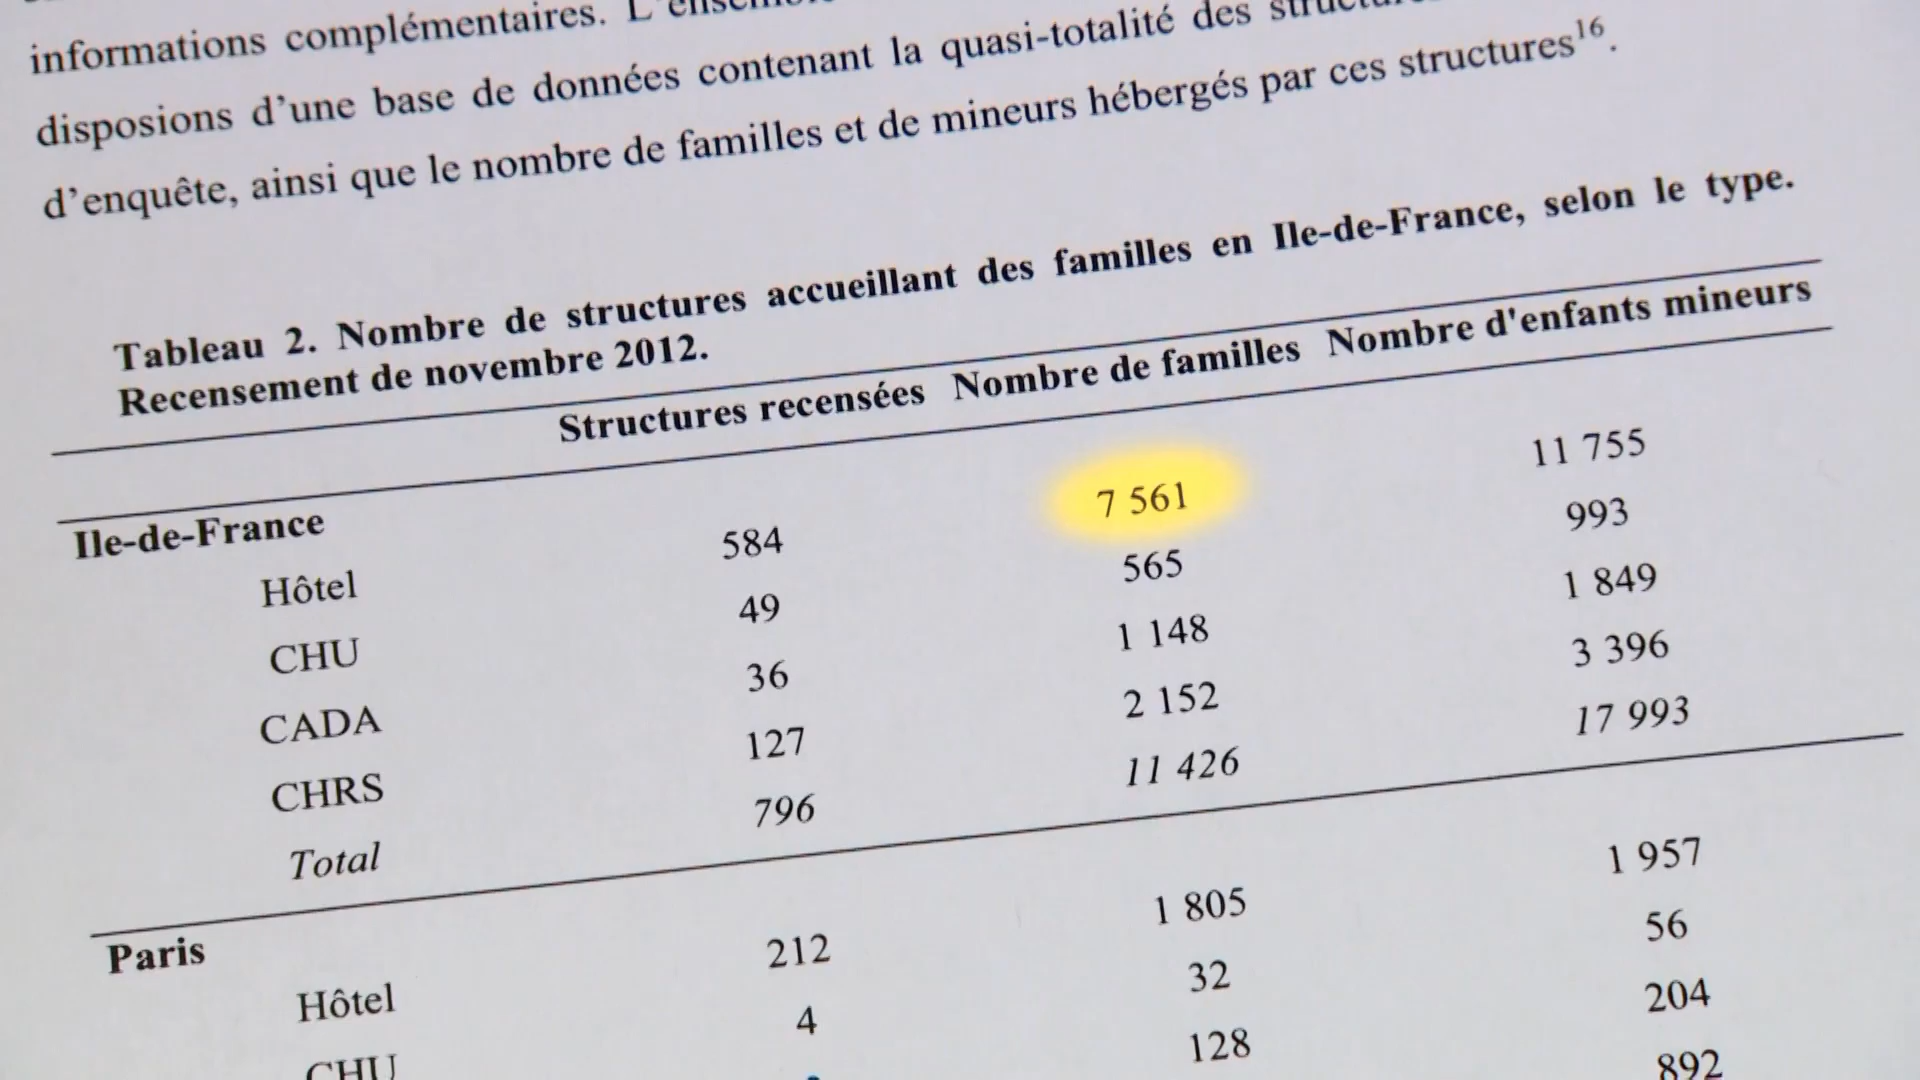 informations complémentaires.
disposions d’une base de données contenant la quasi-totalité des
d’enquête, ainsi que le nombre de familles et de mineurs hébergés par ces structures16.
Tableau 2. Nombre de structures accueillant des familles en Ile-de-France, selon le type.
Recensement de novembre 2012.
Structures recensées Nombre de familles Nombre d'enfants mineurs
Ile-de-France
Hôtel 584 7 561 11 755
CHU 49 565 993
CADA 36 1 148 1 849
CHRS 127 2 152 3 396
Total 796 11 426 17 993
Paris
Hôtel 212 1 805 1 957
CHU 4 32 56
128 204
892